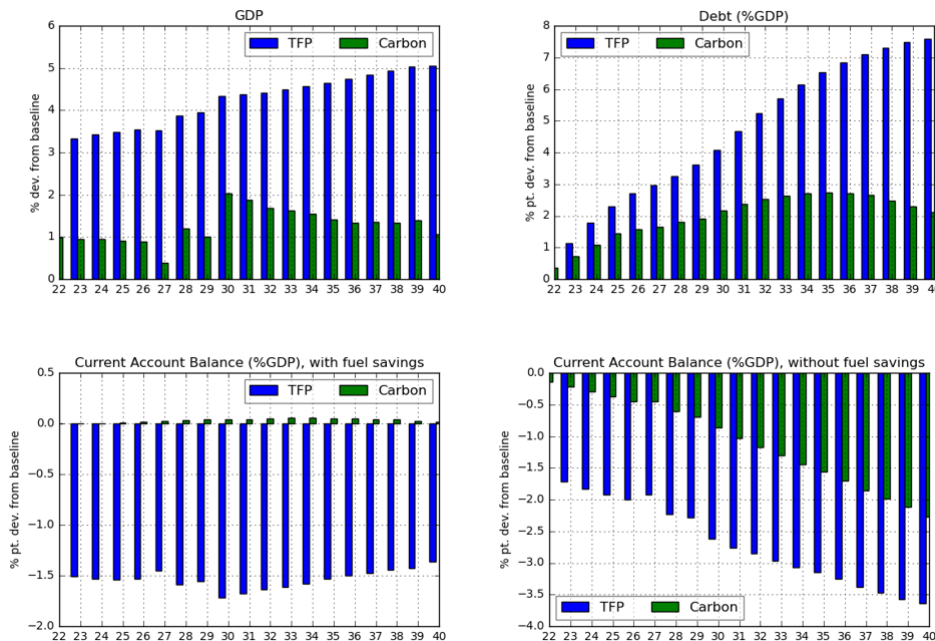 GDP
% dev. from baseline
6
5
4
3
2
1
0
TFP Carbon
22 23 24 25 26 27 28 29 30 31 32 33 34 35 36 37 38 39 40
Debt (%GDP)
% pt. dev. from baseline
8
7
6
5
4
3
2
1
0
TFP Carbon
22 23 24 25 26 27 28 29 30 31 32 33 34 35 36 37 38 39 40
Current Account Balance (%GDP), with fuel savings
% pt. dev. from baseline
0.5
0.0
−0.5
−1.0
−1.5
−2.0
TFP Carbon
22 23 24 25 26 27 28 29 30 31 32 33 34 35 36 37 38 39 40
Current Account Balance (%GDP), without fuel savings
% pt. dev. from baseline
0.0
−0.5
−1.0
−1.5
−2.0
−2.5
−3.0
−3.5
−4.0
TFP Carbon
22 23 24 25 26 27 28 29 30 31 32 33 34 35 36 37 38 39 40